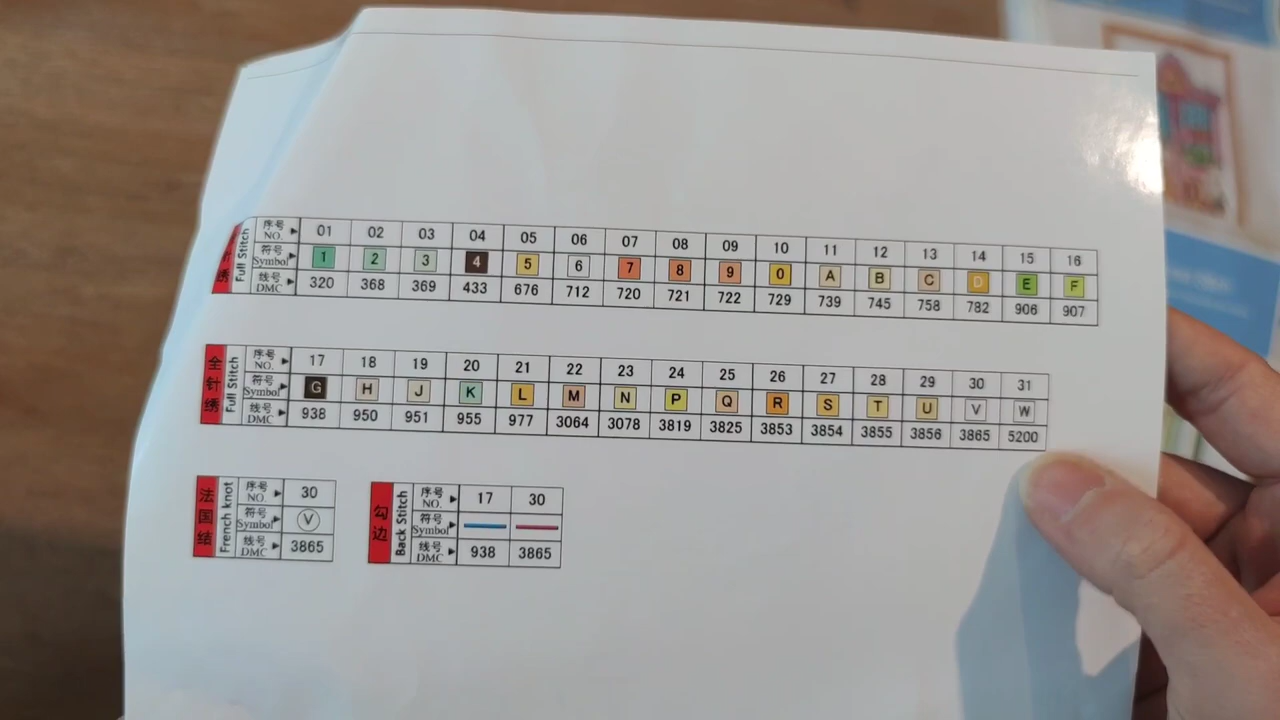 序号 NO. 01 02 03 04 05 06 07 08 09 10 11 12 13 14 15 16
Full Stitch 符号 Symbol 1 2 3 4 5 6 7 8 9 0 A B C D E F
绣 线号 DMC 320 368 369 433 676 712 720 721 722 729 739 745 758 782 906 907
序号 NO. 17 18 19 20 21 22 23 24 25 26 27 28 29 30 31
全针绣 Full Stitch 符号 Symbol G H J K L M N P Q R S T U V W
线号 DMC 938 950 951 955 977 3064 3078 3819 3825 3853 3854 3855 3856 3865 5200
序号 NO. 30
法国结 French knot 符号 Symbol V
线号 DMC 3865
序号 NO. 17 30
勾边 Back Stitch 符号 Symbol
线号 DMC 938 3865